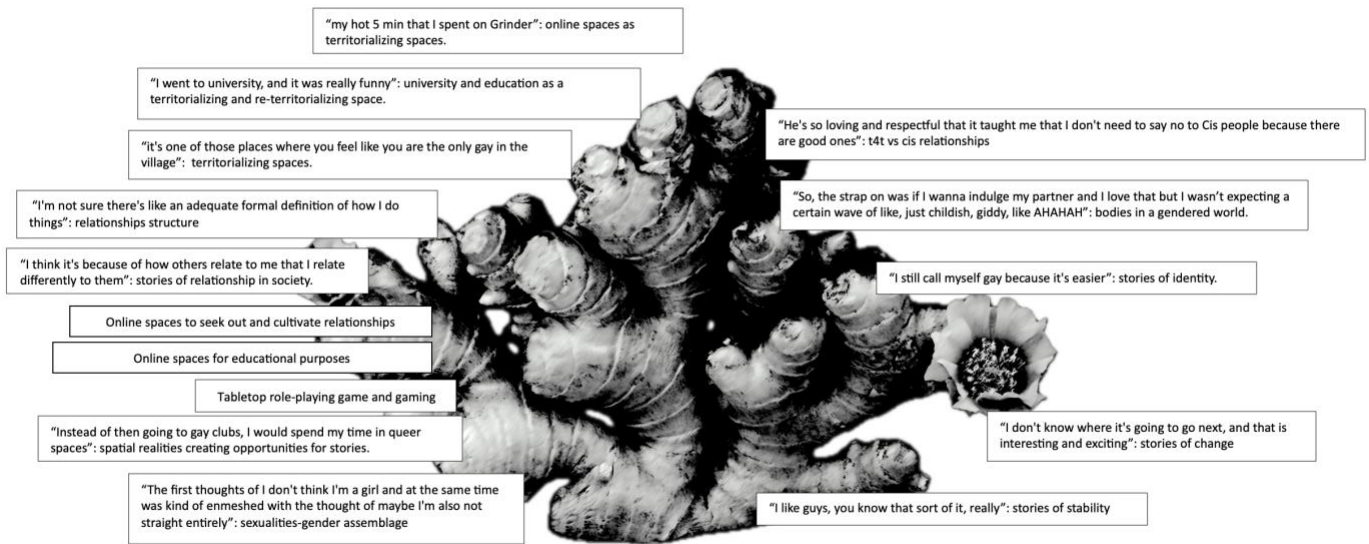 “my hot 5 min that I spent on Grinder”: online spaces as
territorializing spaces.
“I went to university, and it was really funny”: university and education as a
territorializing and re-territorializing space.
“it's one of those places where you feel like you are the only gay in the
village”:  territorializing spaces.
“I'm not sure there's like an adequate formal definition of how I do
things”: relationships structure
“I think it's because of how others relate to me that I relate
differently to them”: stories of relationship in society.
Online spaces to seek out and cultivate relationships
Online spaces for educational purposes
Tabletop role-playing game and gaming
“Instead of then going to gay clubs, I would spend my time in queer
spaces”: spatial realities creating opportunities for stories.
“The first thoughts of I don't think I'm a girl and at the same time
was kind of enmeshed with the thought of maybe I'm also not
straight entirely”: sexualities-gender assemblage
“He's so loving and respectful that it taught me that I don't need to say no to Cis people because there
are good ones”: t4t vs cis relationships
“So, the strap on was if I wanna indulge my partner and I love that but I wasn’t expecting a
certain wave of like, just childish, giddy, like AHAHAH”: bodies in a gendered world.
“I still call myself gay because it's easier”: stories of identity.
“I don't know where it's going to go next, and that is
interesting and exciting”: stories of change
“I like guys, you know that sort of it, really”: stories of stability